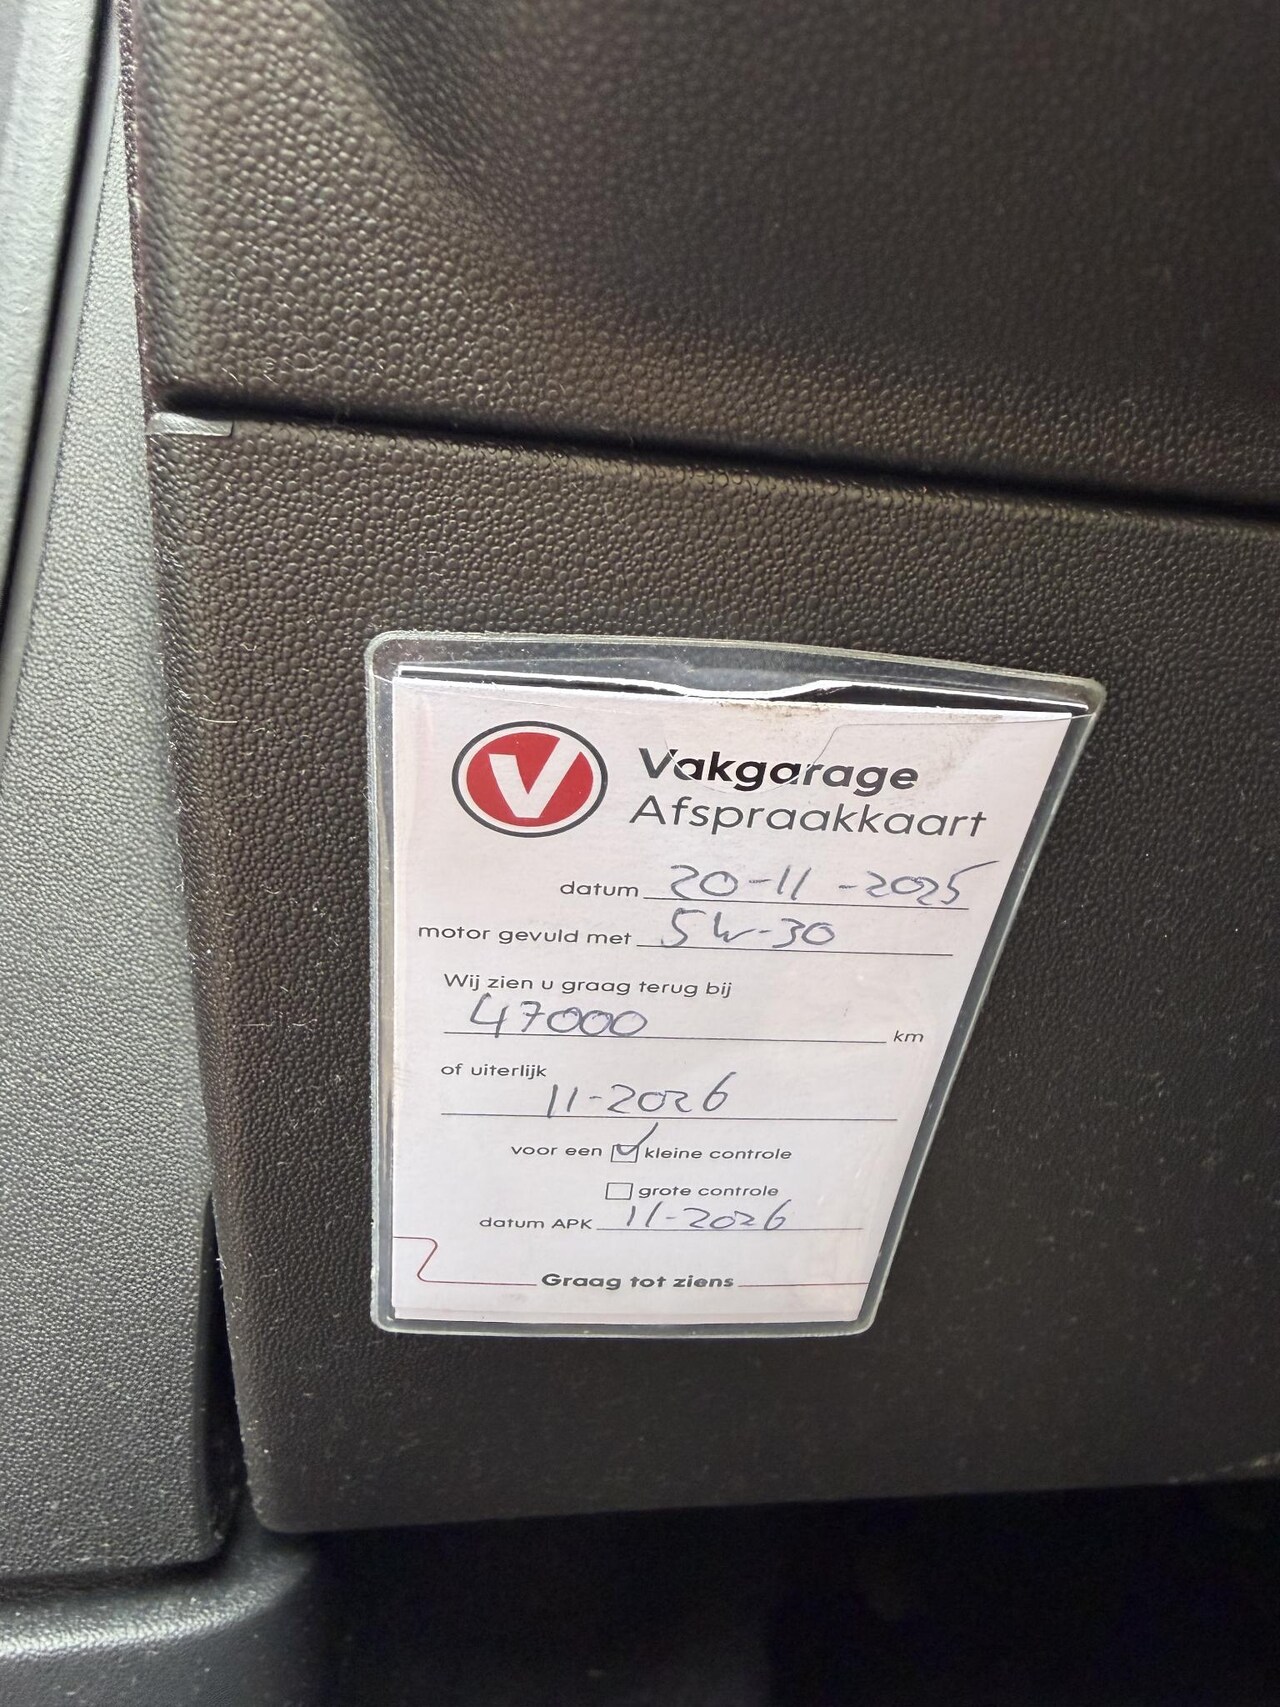 V
Vakgarage
Afspraakkaart
datum 20-11-2025
motor gevuld met 5W-30
Wij zien u graag terug bij
47000 km
of uiterlijk
11-2026
voor een kleine controle
grote controle
datum APK 11-2026
Graag tot ziens